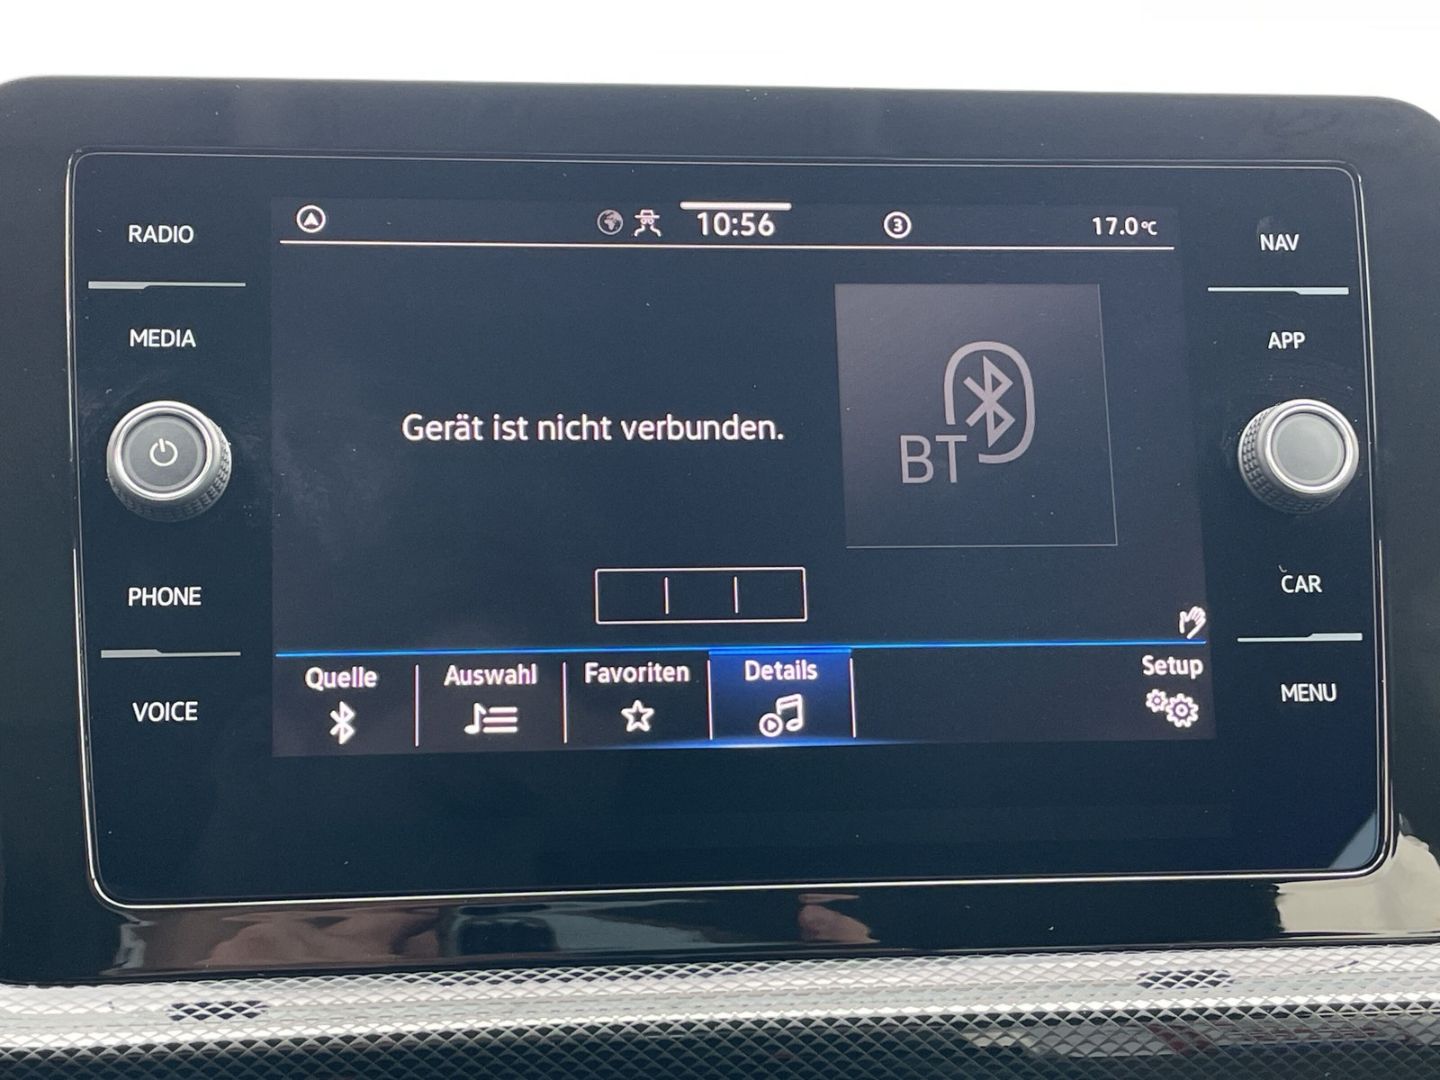 RADIO
MEDIA
PHONE
VOICE
10:56
3
17.0°C
Gerät ist nicht verbunden.
BT
Quelle
Auswahl
Favoriten
Details
Setup
NAV
APP
CAR
MENU